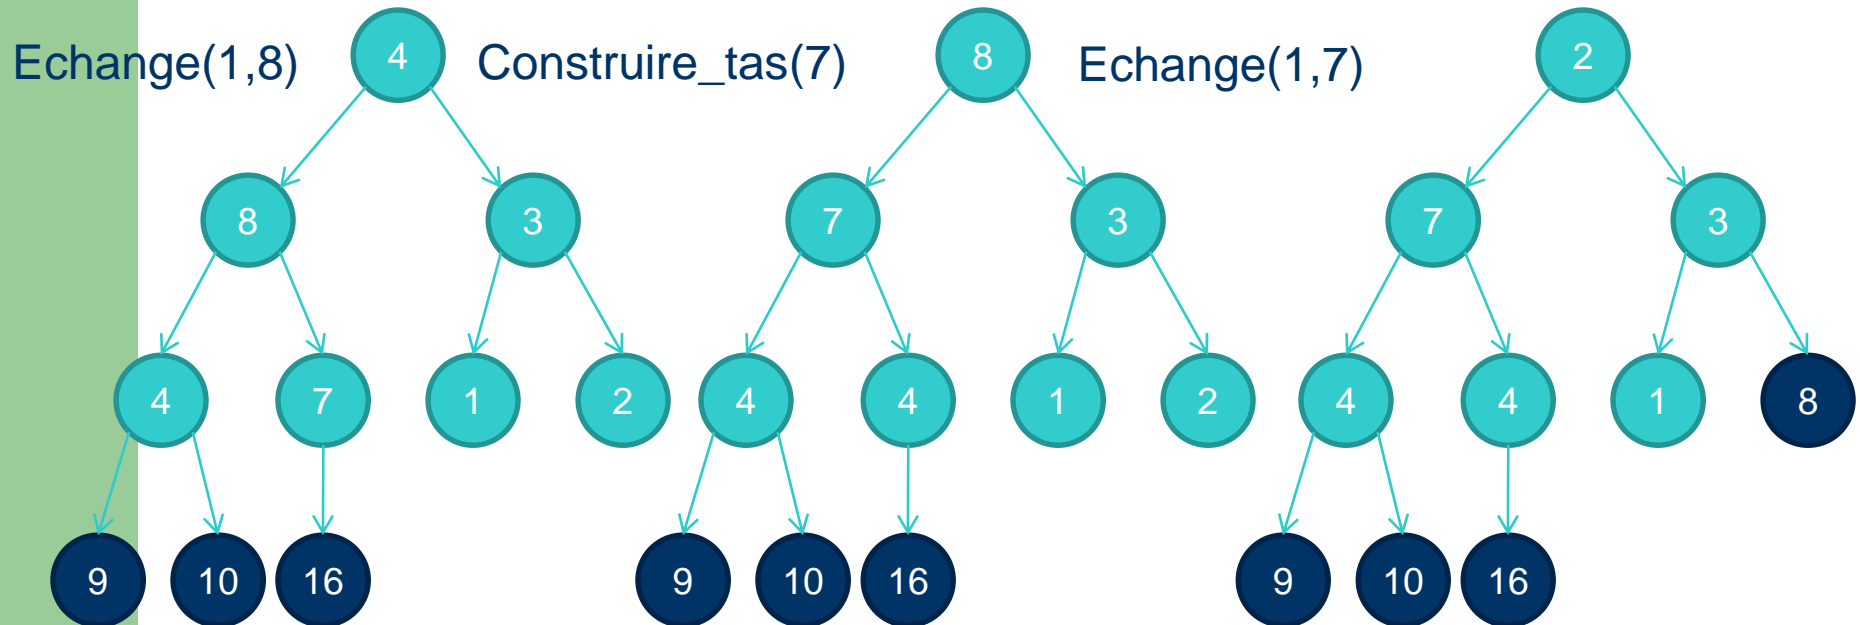 Echange(1,8) 4 Construire_tas(7) 8 Echange(1,7) 2
8 3 7 3 7 3
4 7 1 2 4 4 1 2 4 4 1 8
9 10 16 9 10 16 9 10 16